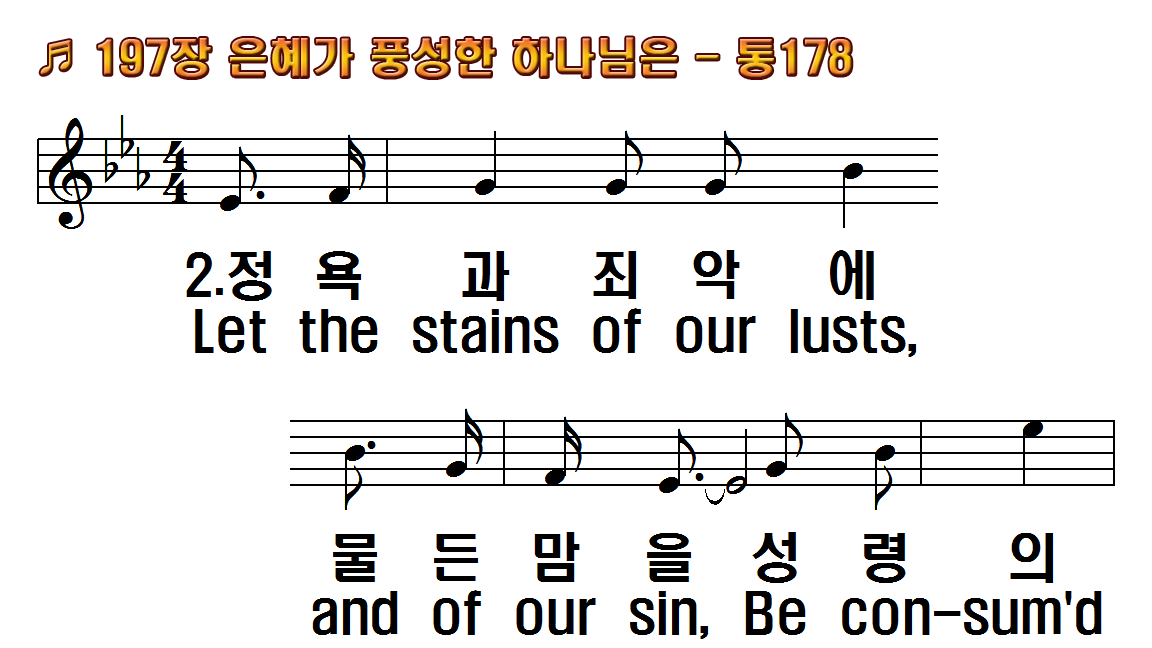 ♬ 197장 은혜가 풍성한 하나님은 - 통178
2.정 욕 과 죄 악 에
Let the stains of our lusts,
물 든 맘 을 성 령 의
and of our sin, Be con-sum'd